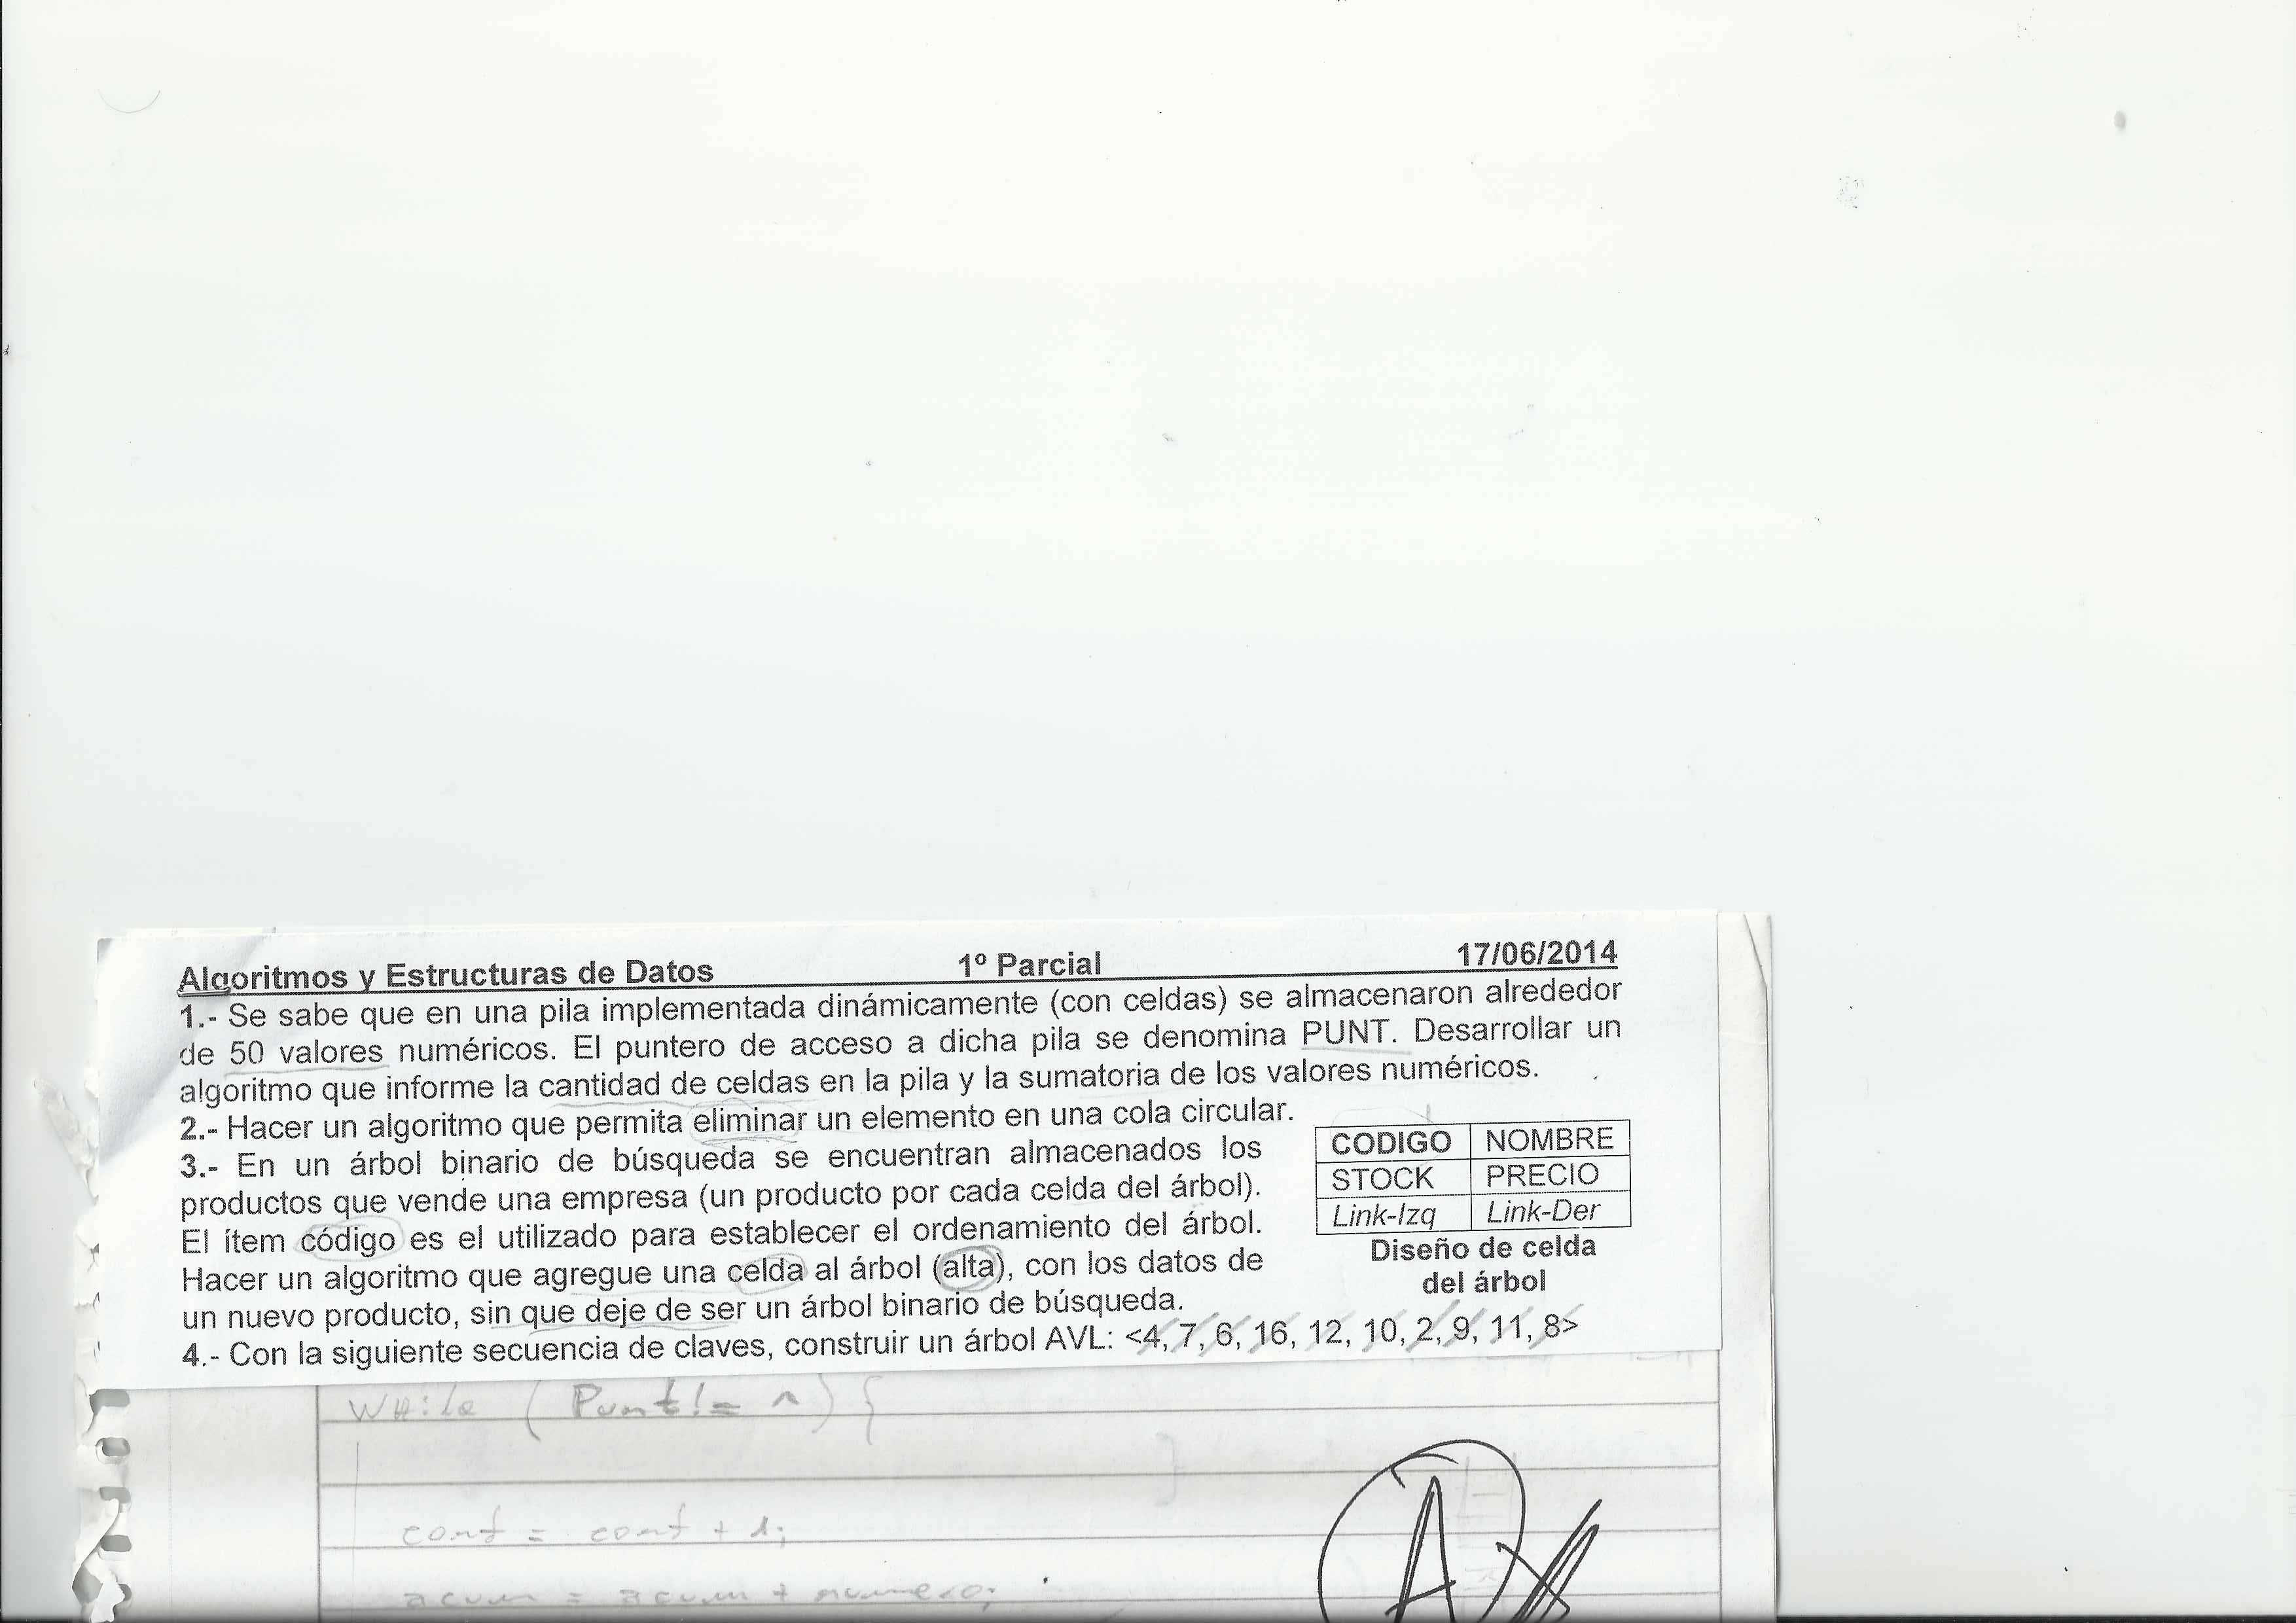 Algoritmos y Estructuras de Datos 1º Parcial 17/06/2014
1.- Se sabe que en una pila implementada dinámicamente (con celdas) se almacenaron alrededor
de 50 valores numéricos. El puntero de acceso a dicha pila se denomina PUNT. Desarrollar un
algoritmo que informe la cantidad de celdas en la pila y la sumatoria de los valores numéricos.
2.- Hacer un algoritmo que permita eliminar un elemento en una cola circular.
3.- En un árbol binario de búsqueda se encuentran almacenados los
productos que vende una empresa (un producto por cada celda del árbol).
El ítem código es el utilizado para establecer el ordenamiento del árbol.
Hacer un algoritmo que agregue una celda al árbol (alta), con los datos de
un nuevo producto, sin que deje de ser un árbol binario de búsqueda.
CODIGO NOMBRE
STOCK PRECIO
Link-Izq Link-Der
Diseño de celda
del árbol
4.- Con la siguiente secuencia de claves, construir un árbol AVL: <4, 7, 6, 16, 12, 10, 2, 9, 11, 8>
While (Punt != ^) {
cont = cont + 1;
acum = acum + numero;
A